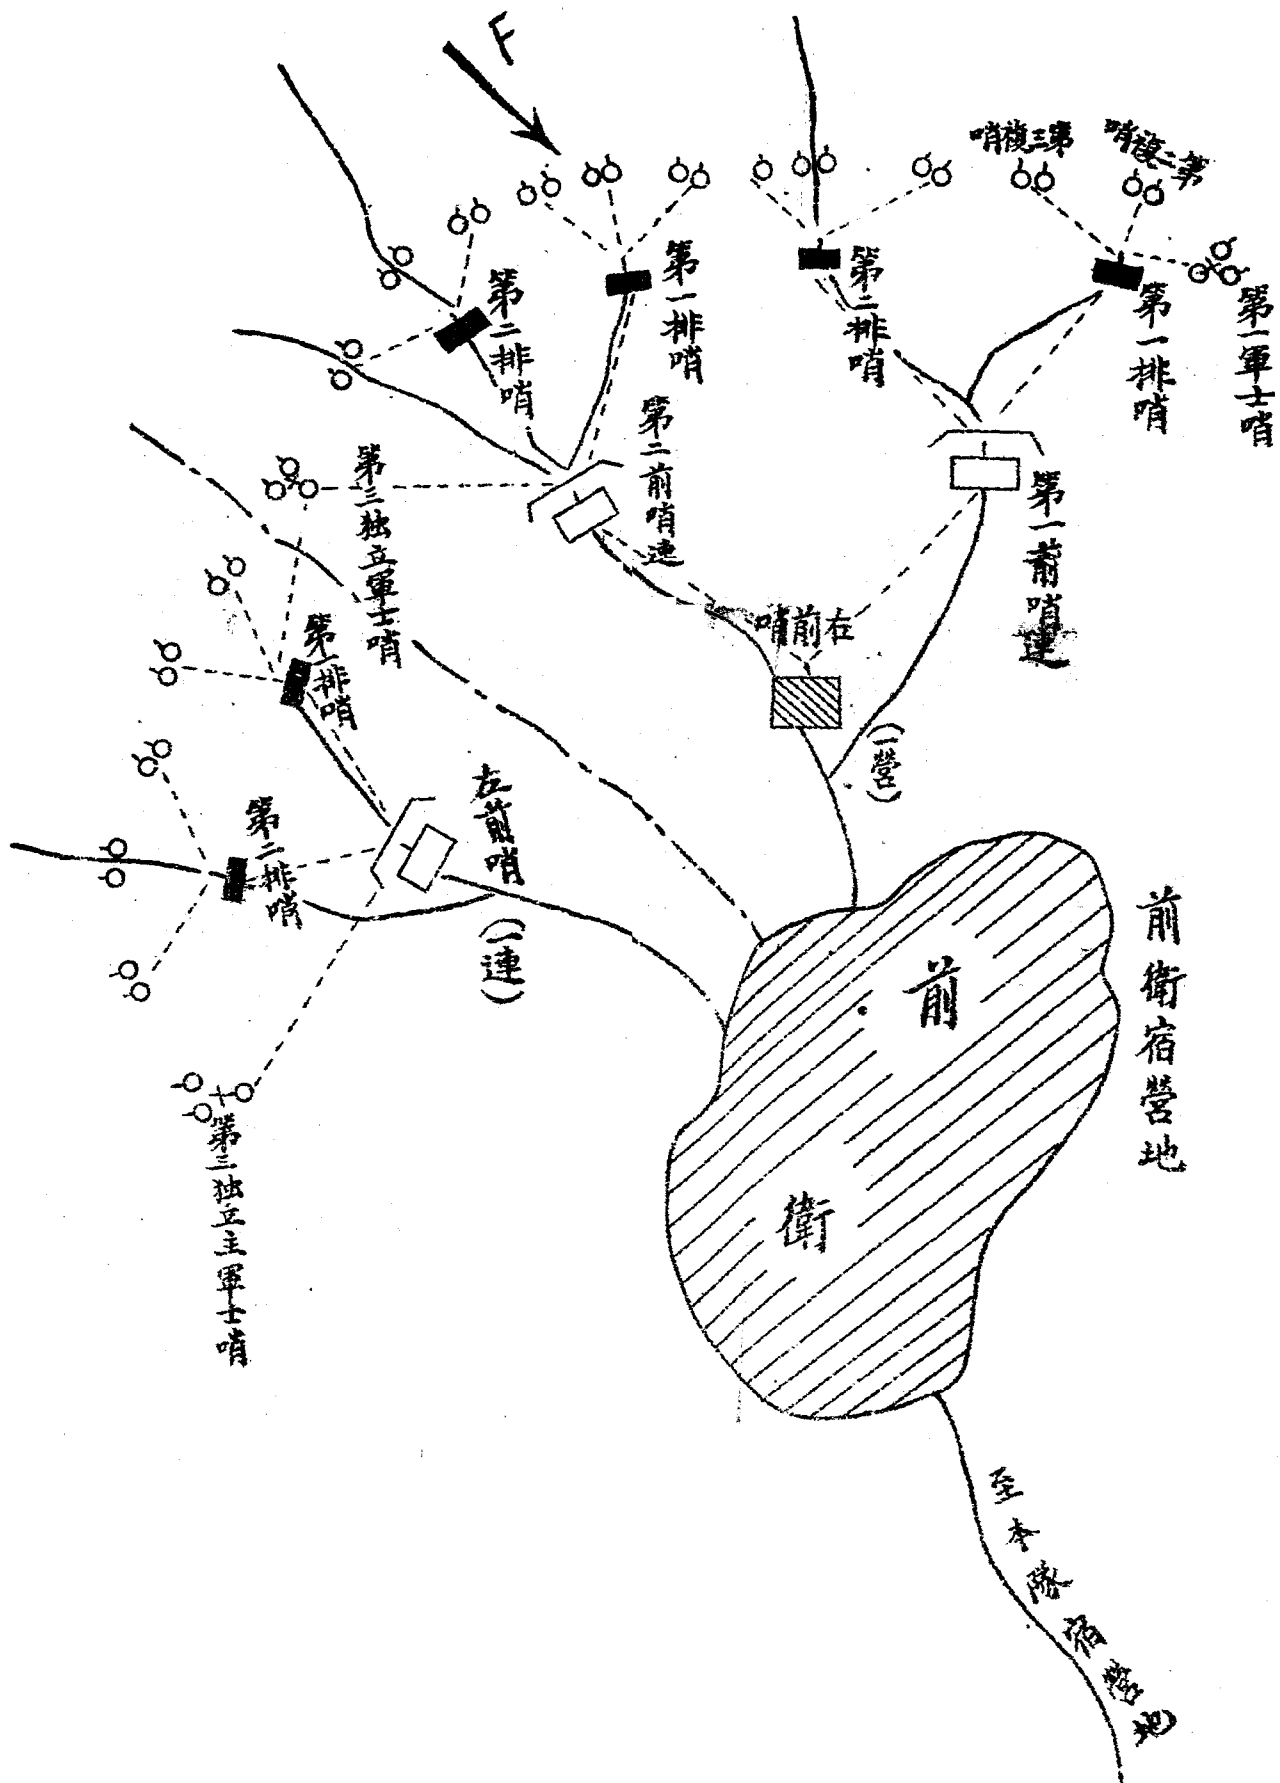 F
第二複哨
第三複哨
第一軍士哨
第一排哨
第二排哨
第一排哨
第二排哨
第一前哨連
第二前哨連
第三独立軍士哨
右前哨
(一營)
第一排哨
第二排哨
左前哨
(一連)
第三独立主軍士哨
前衛
前衛宿營地
至本隊宿營地